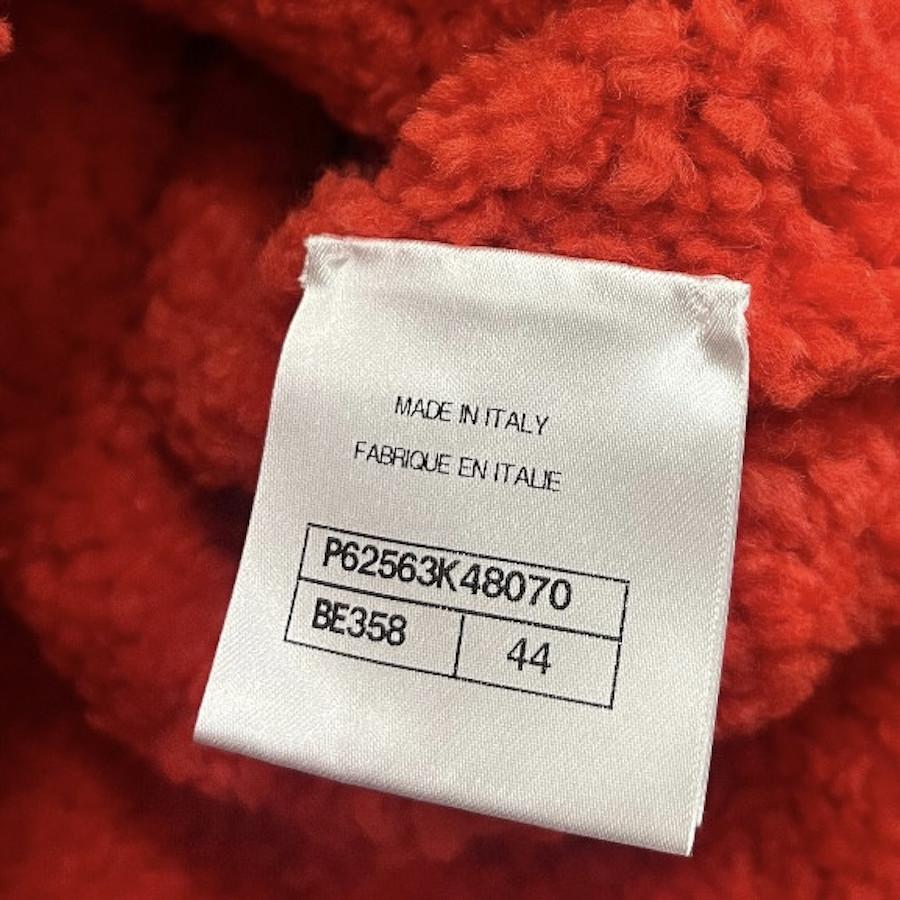 MADE IN ITALY
FABRIQUE EN ITALIE
P62563K48070
BE358 44